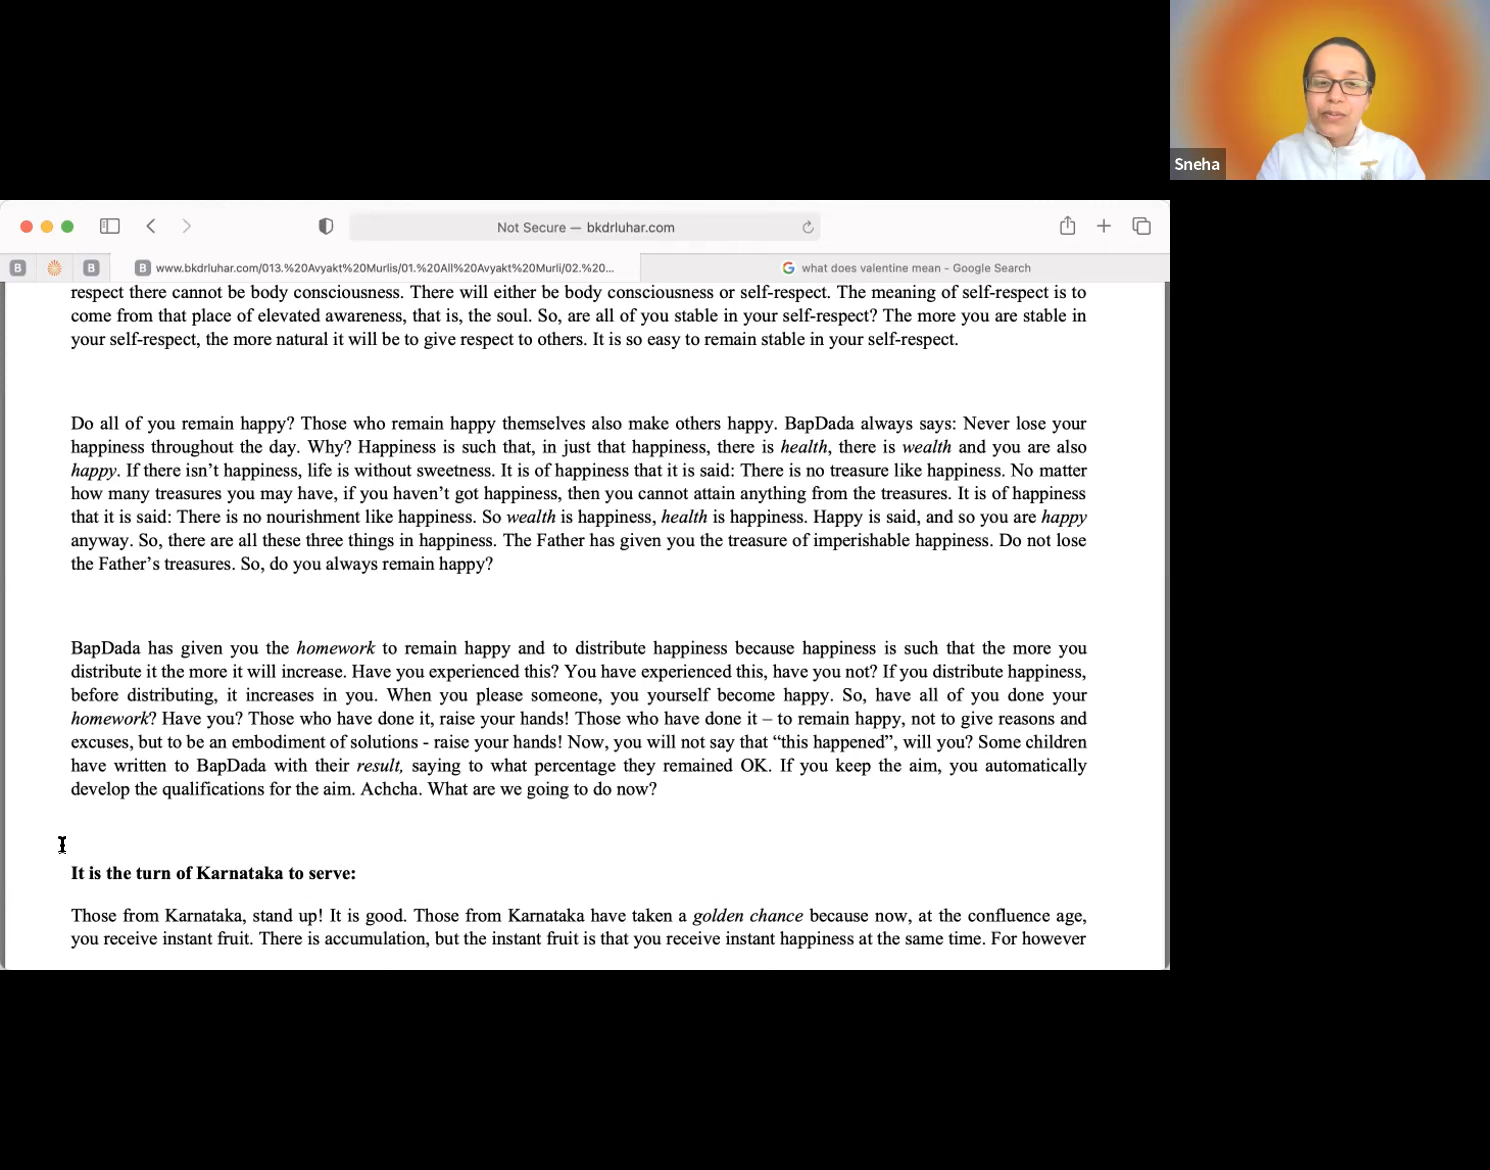 Sneha
Not Secure — bkdrluhar.com
B
B
B www.bkdrluhar.com/013.%20Avyakt%20Murlis/01.%20All%20Avyakt%20Murli/02.%20...
G what does valentine mean - Google Search
respect there cannot be body consciousness. There will either be body consciousness or self-respect. The meaning of self-respect is to
come from that place of elevated awareness, that is, the soul. So, are all of you stable in your self-respect? The more you are stable in
your self-respect, the more natural it will be to give respect to others. It is so easy to remain stable in your self-respect.
Do all of you remain happy? Those who remain happy themselves also make others happy. BapDada always says: Never lose your
happiness throughout the day. Why? Happiness is such that, in just that happiness, there is health, there is wealth and you are also
happy. If there isn't happiness, life is without sweetness. It is of happiness that it is said: There is no treasure like happiness. No matter
how many treasures you may have, if you haven't got happiness, then you cannot attain anything from the treasures. It is of happiness
that it is said: There is no nourishment like happiness. So wealth is happiness, health is happiness. Happy is said, and so you are happy
anyway. So, there are all these three things in happiness. The Father has given you the treasure of imperishable happiness. Do not lose
the Father's treasures. So, do you always remain happy?
BapDada has given you the homework to remain happy and to distribute happiness because happiness is such that the more you
distribute it the more it will increase. Have you experienced this? You have experienced this, have you not? If you distribute happiness,
before distributing, it increases in you. When you please someone, you yourself become happy. So, have all of you done your
homework? Have you? Those who have done it, raise your hands! Those who have done it – to remain happy, not to give reasons and
excuses, but to be an embodiment of solutions - raise your hands! Now, you will not say that “this happened”, will you? Some children
have written to BapDada with their result, saying to what percentage they remained OK. If you keep the aim, you automatically
develop the qualifications for the aim. Achcha. What are we going to do now?
It is the turn of Karnataka to serve:
Those from Karnataka, stand up! It is good. Those from Karnataka have taken a golden chance because now, at the confluence age,
you receive instant fruit. There is accumulation, but the instant fruit is that you receive instant happiness at the same time. For however